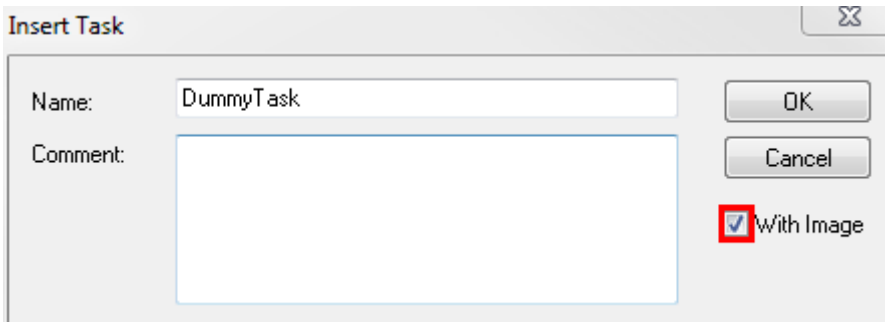 Insert Task
Name:
DummyTask
OK
Comment:
Cancel
With Image